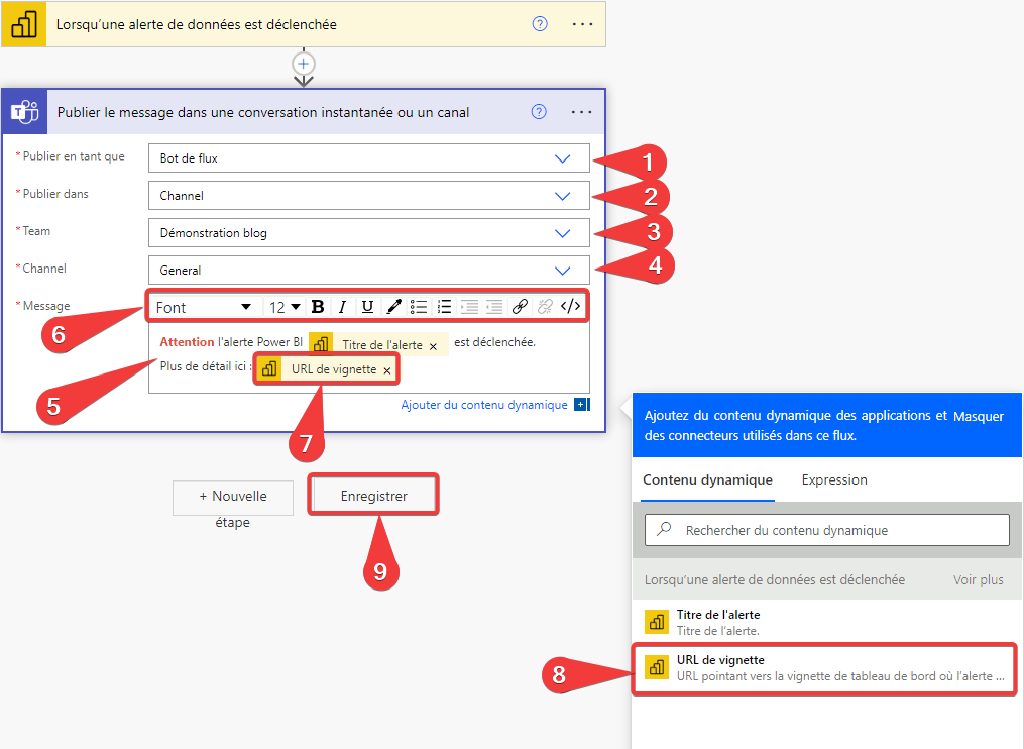 Lorsqu'une alerte de données est déclenchée
Publier le message dans une conversation instantanée ou un canal
* Publier en tant que
Bot de flux
1
* Publier dans
Channel
2
* Team
Démonstration blog
3
* Channel
General
4
* Message
Font 12 B I U </>
6
Attention l'alerte Power BI Titre de l'alerte × est déclenchée.
Plus de détail ici : URL de vignette ×
5
Ajouter du contenu dynamique
7
+ Nouvelle
étape
Enregistrer
9
Ajoutez du contenu dynamique des applications et Masquer
des connecteurs utilisés dans ce flux.
Contenu dynamique Expression
Rechercher du contenu dynamique
Lorsqu'une alerte de données est déclenchée Voir plus
Titre de l'alerte
Titre de l'alerte.
URL de vignette
URL pointant vers la vignette de tableau de bord où l'alerte ...
8